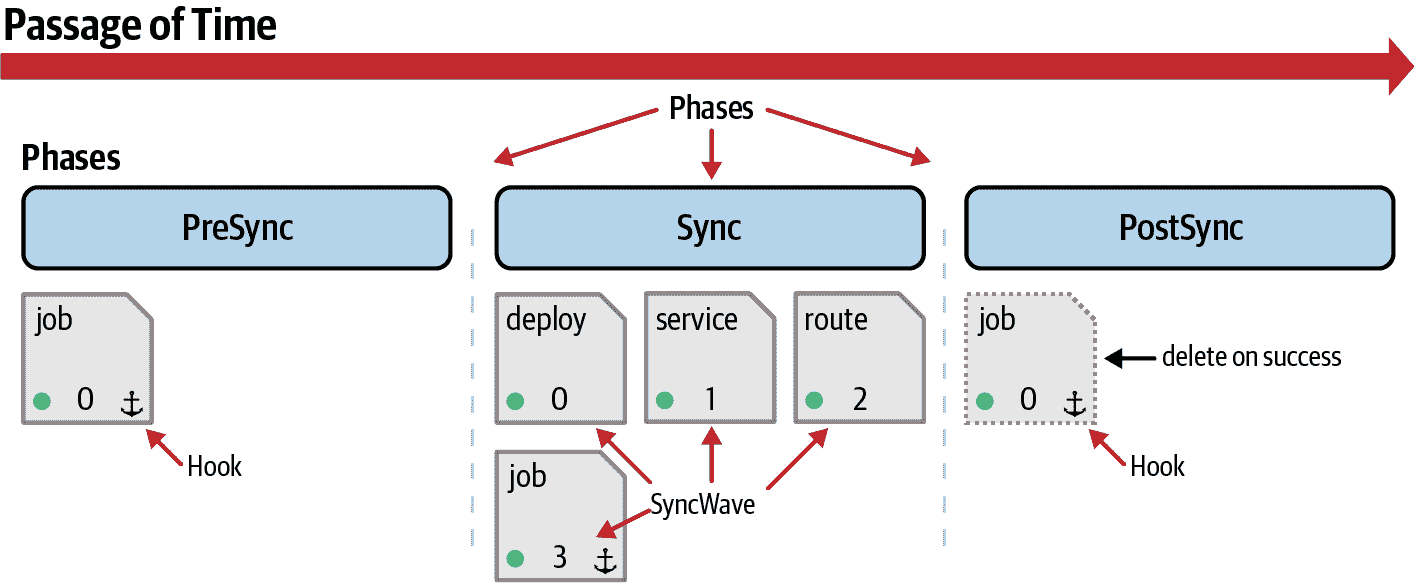 Passage of Time
Phases
Phases
PreSync
Sync
PostSync
job
0
Hook
deploy
0
service
1
route
2
job
3
SyncWave
job
0
delete on success
Hook